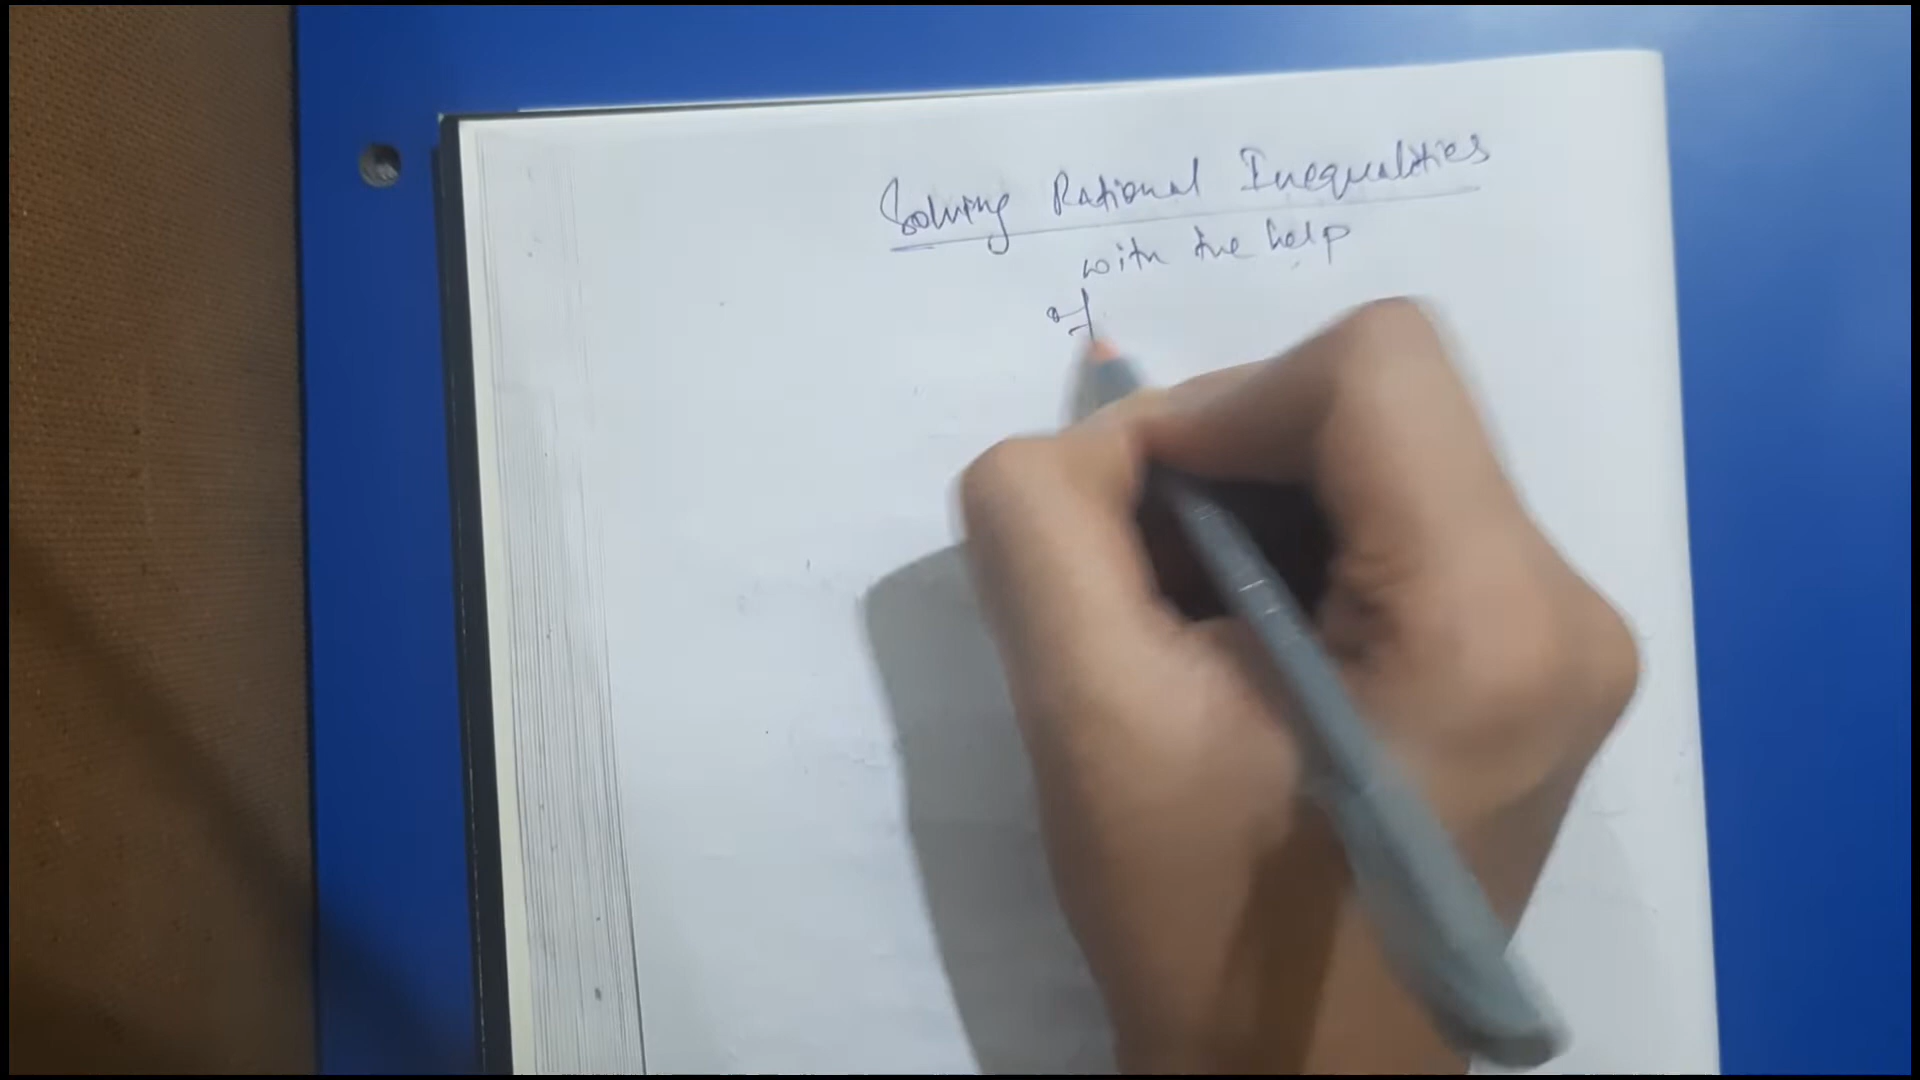 Solving Rational Inequalities
with the help
of